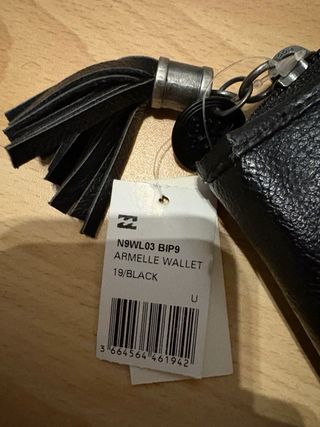 N9WL03 BIP9
ARMELLE WALLET
19/BLACK
U
3 664564 461942